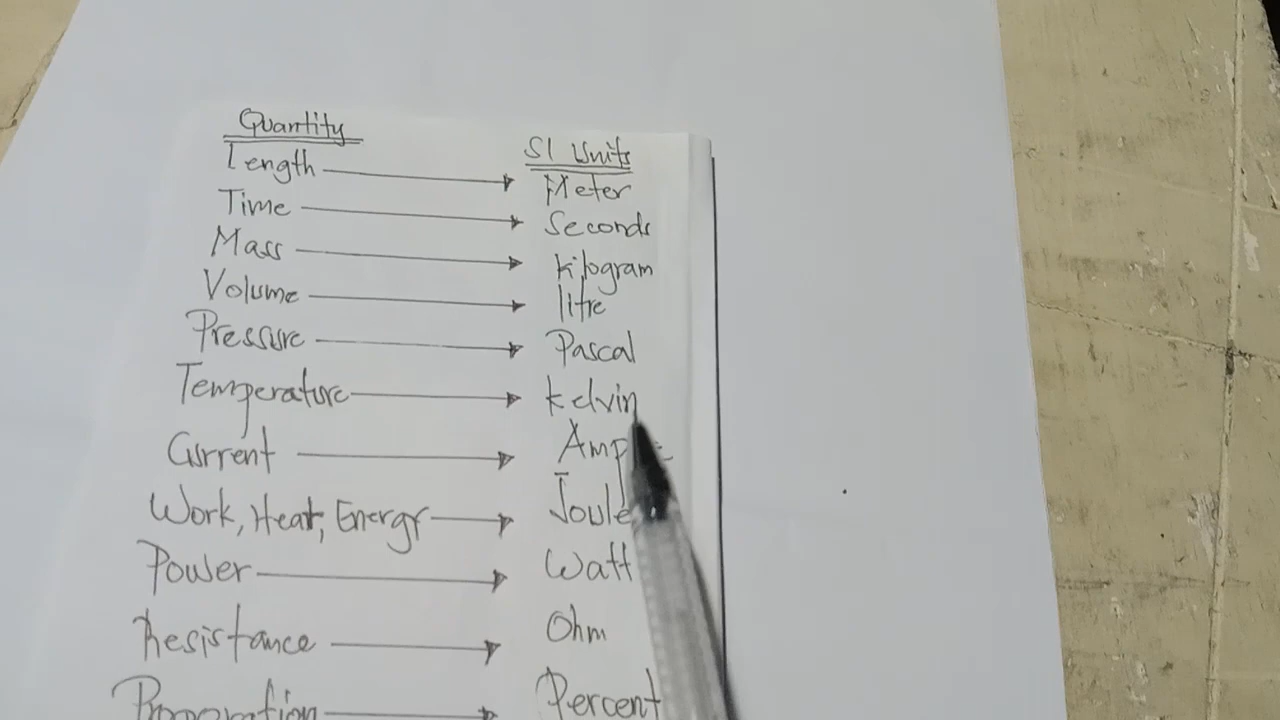 Quantity SI Units
Length Meter
Time Seconds
Mass kilogram
Volume litre
Pressure Pascal
Temperature kelvin
Current
Work, Heat, Energy Joule
Power Watt
Resistance Ohm
Percent